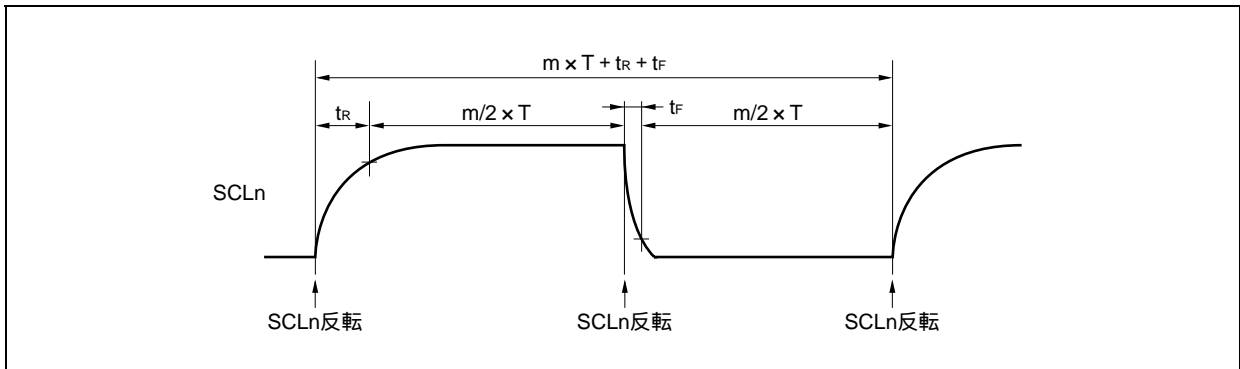 m × T + tR + tF
tR
m/2 × T
tF
m/2 × T
SCLn
SCLn反転
SCLn反転
SCLn反転